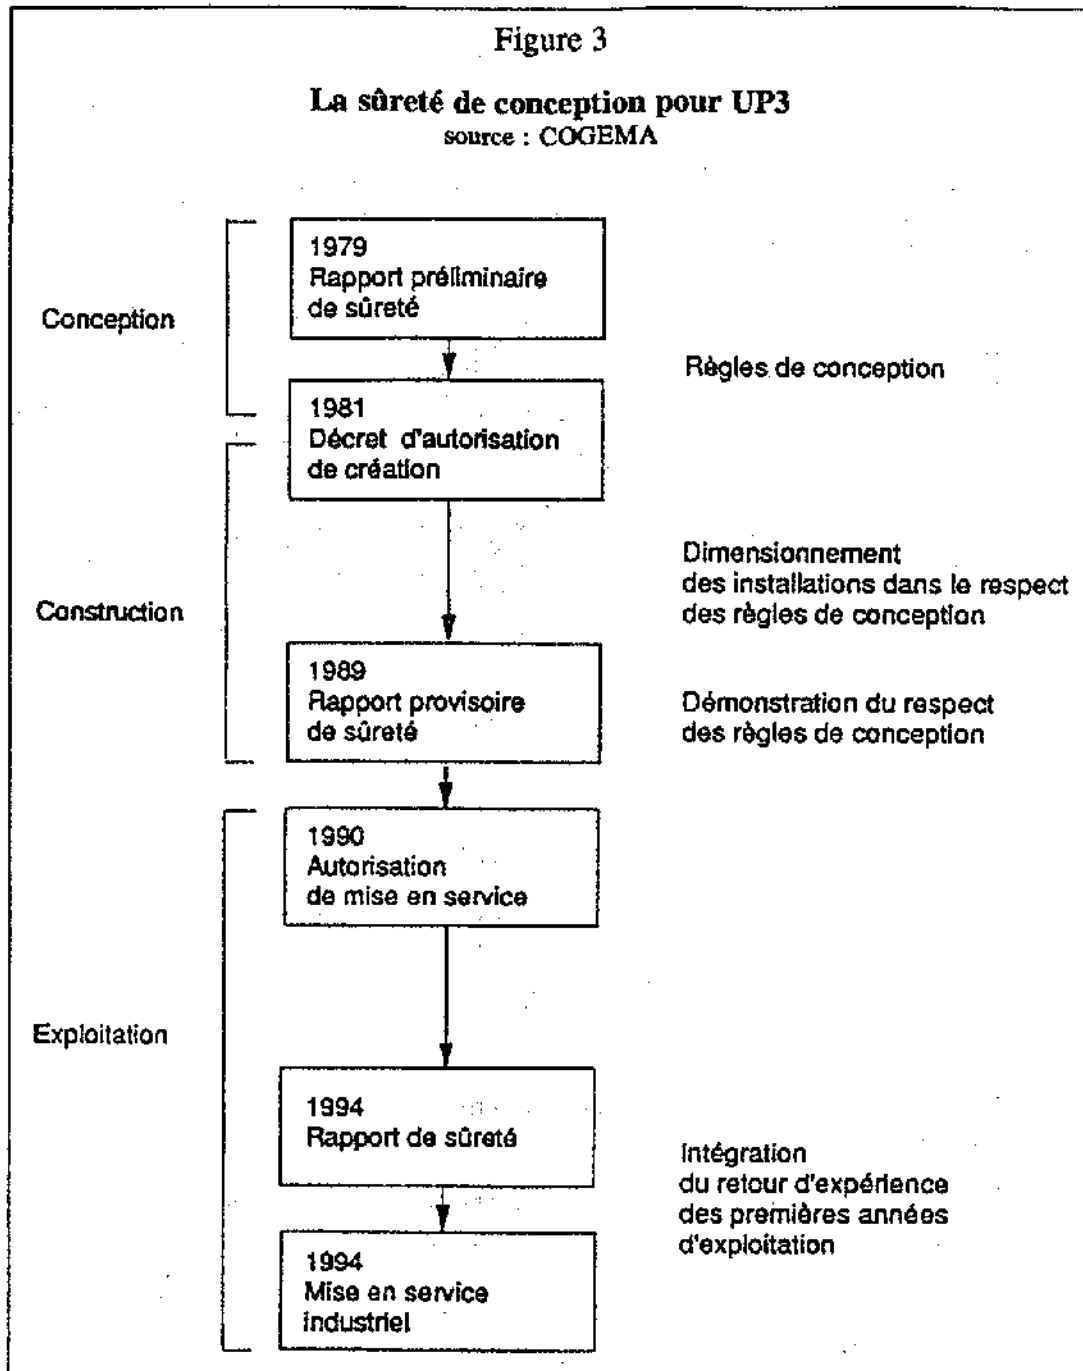 Figure 3
La sûreté de conception pour UP3
source : COGEMA
Conception
1979
Rapport préliminaire
de sûreté
Règles de conception
1981
Décret d'autorisation
de création
Construction
Dimensionnement
des installations dans le respect
des règles de conception
1989
Rapport provisoire
de sûreté
Démonstration du respect
des règles de conception
Exploitation
1990
Autorisation
de mise en service
1994
Rapport de sûreté
Intégration
du retour d'expérience
des premières années
d'exploitation
1994
Mise en service
industriel